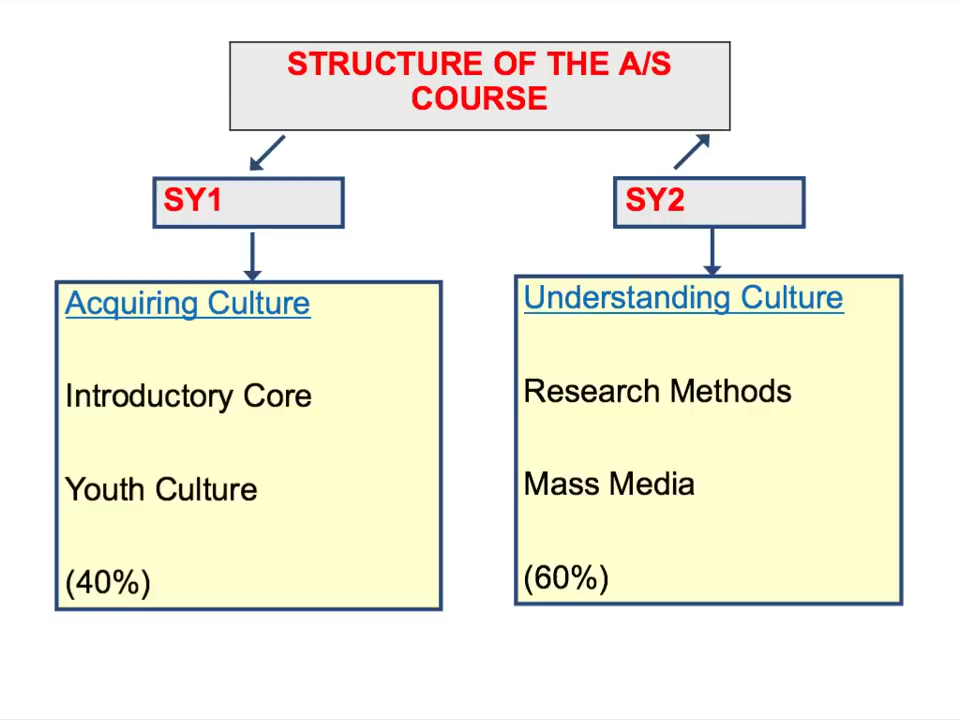 STRUCTURE OF THE A/S
COURSE
SY1
SY2
Acquiring Culture
Introductory Core
Youth Culture
(40%)
Understanding Culture
Research Methods
Mass Media
(60%)